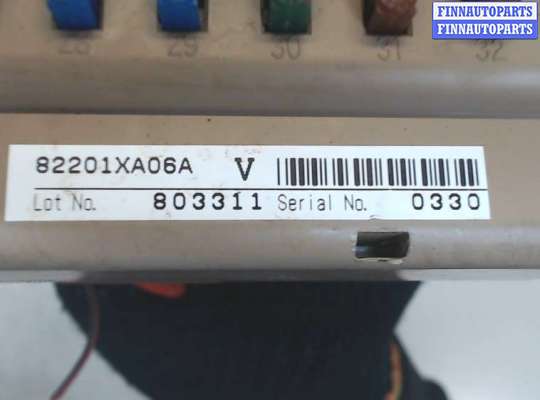 FINNAUTOPARTS
FINNAUTOPARTS
28 29 30 31 32
82201XA06A V
Lot No. 803311 Serial No. 0330